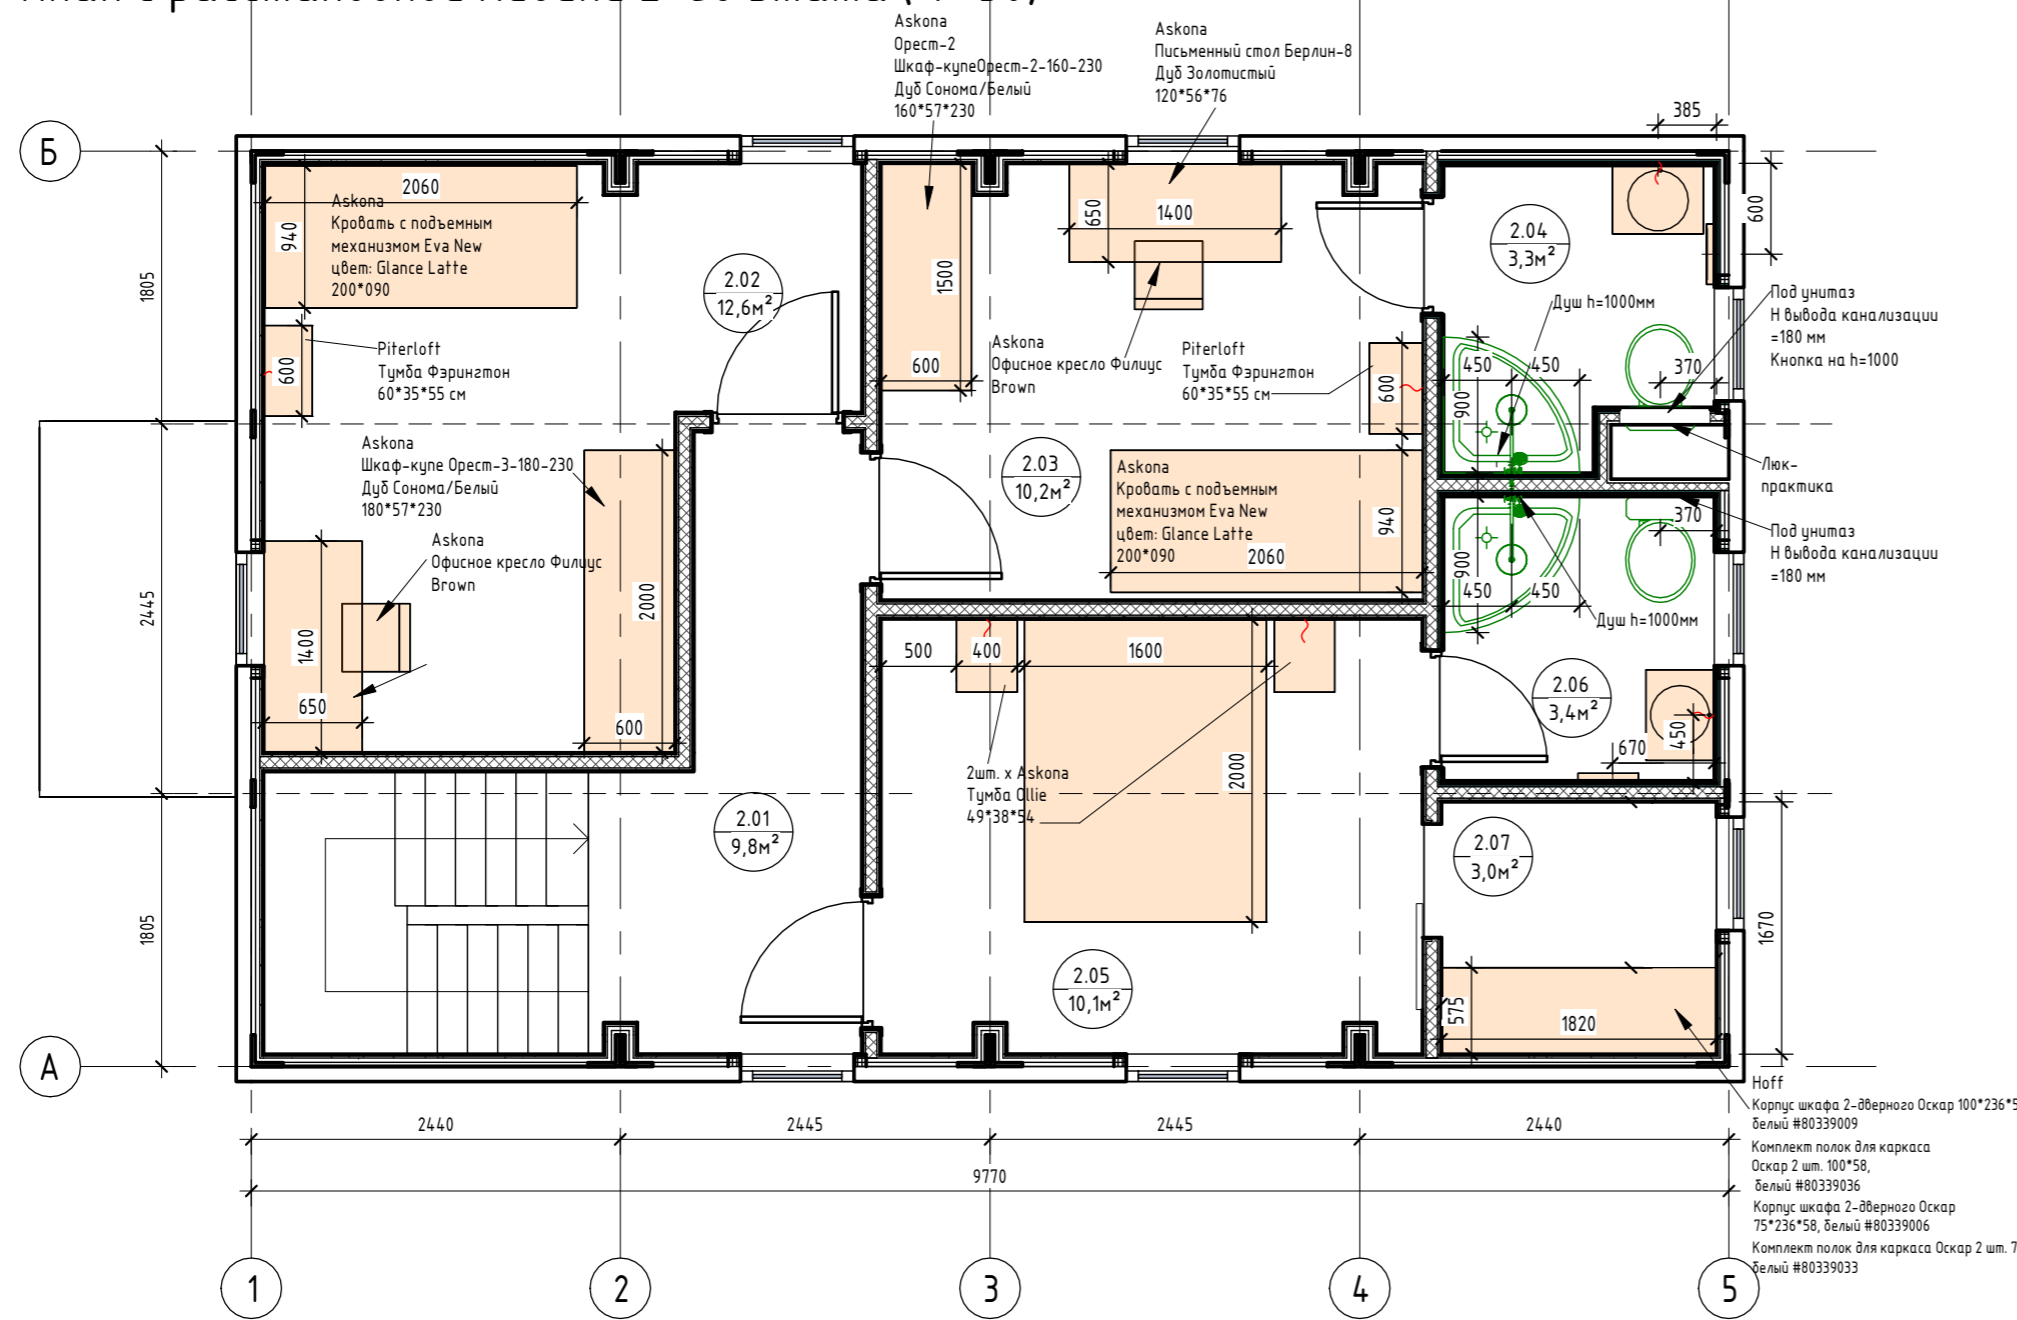 Askona
Орест-2
Шкаф-купеОрест-2-160-230
Дуб Сонома/Белый
160*57*230
Askona
Письменный стол Берлин-8
Дуб Золотистый
120*56*76
385
Б
2060
940
Askona
Кровать с подъемным
механизмом Eva New
цвет: Glance Latte
200*090
1805
2.02
12,6м²
1500
600
650
1400
2.04
3,3м²
600
Душ h=1000мм
Под унитаз
Н вывода канализации
=180 мм
Кнопка на h=1000
600
Piterloft
Тумба Фэрингтон
60*35*55 см
Askona
Офисное кресло Филиус
Brown
Piterloft
Тумба Фэрингтон
60*35*55 см
600
450
450
900
370
Askona
Шкаф-купе Орест-3-180-230
Дуб Сонома/Белый
180*57*230
2.03
10,2м²
Askona
Кровать с подъемным
механизмом Eva New
цвет: Glance Latte
200*090
2060
940
Люк-
практика
370
Под унитаз
Н вывода канализации
=180 мм
Askona
Офисное кресло Филиус
Brown
2445
1400
650
2000
600
900
450
450
Душ h=1000мм
500
400
1600
2000
2.06
3,4м²
450
670
2шт. х Askona
Тумба Ollie
49*38*54
2.01
9,8м²
2.07
3,0м²
1805
1670
2.05
10,1м²
575
1820
А
Hoff
Корпус шкафа 2-дверного Оскар 100*236*5
белый #80339009
Комплект полок для каркаса
Оскар 2 шт. 100*58,
белый #80339036
Корпус шкафа 2-дверного Оскар
75*236*58, белый #80339006
Комплект полок для каркаса Оскар 2 шт. 7
белый #80339033
2440
2445
2445
2440
9770
1
2
3
4
5